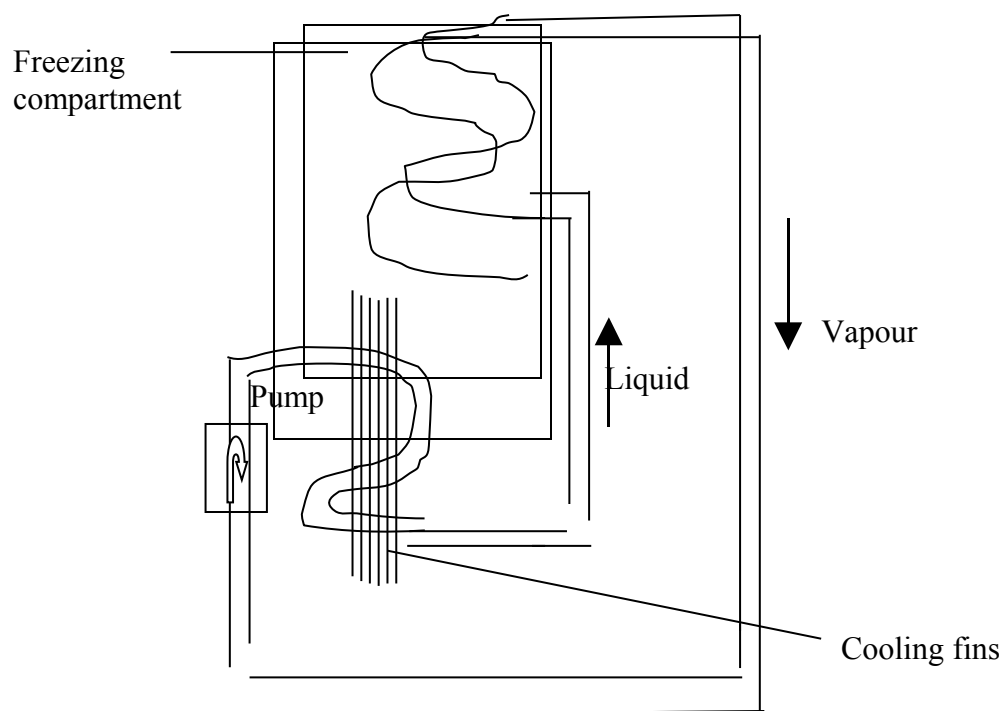 Freezing
compartment
Vapour
Liquid
Pump
Cooling fins